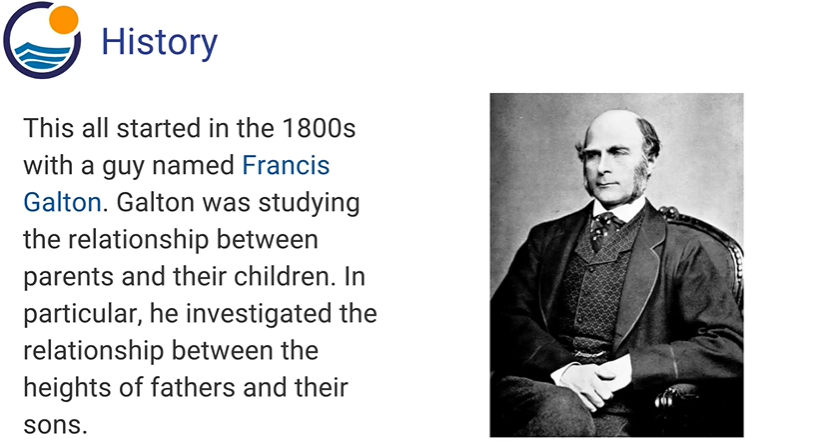 History
This all started in the 1800s
with a guy named Francis
Galton. Galton was studying
the relationship between
parents and their children. In
particular, he investigated the
relationship between the
heights of fathers and their
sons.